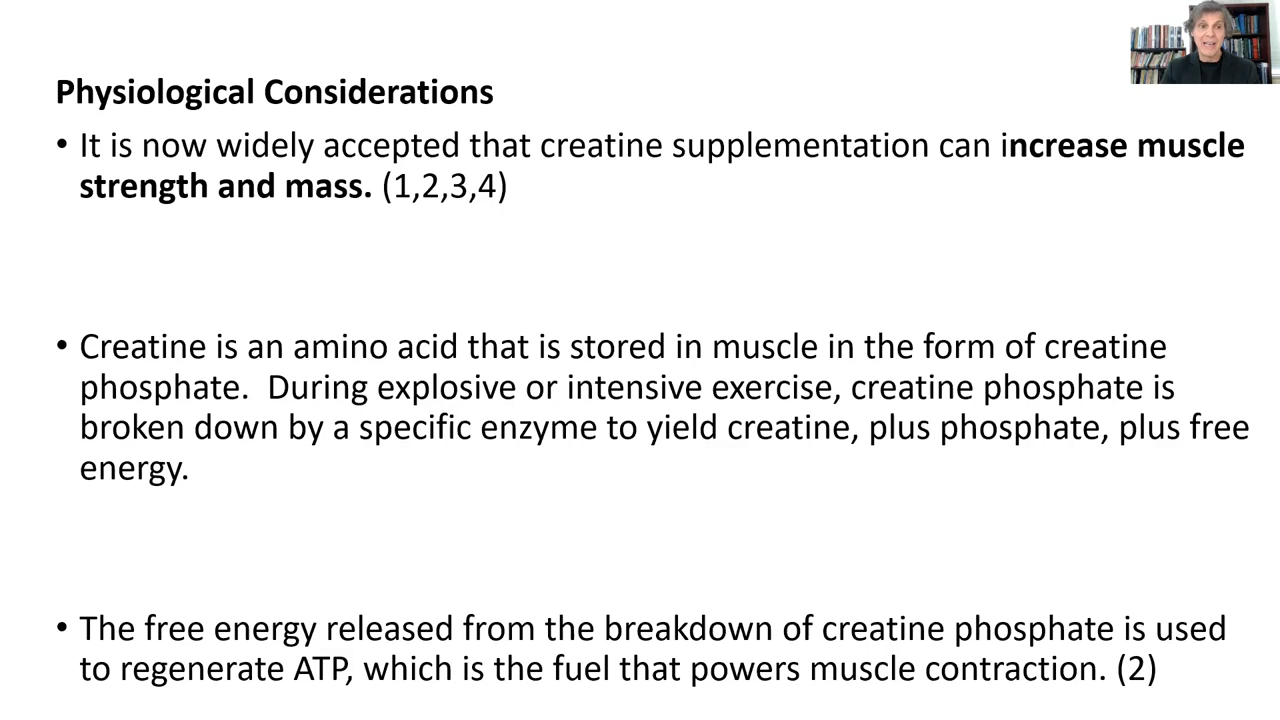 Physiological Considerations
• It is now widely accepted that creatine supplementation can increase muscle
strength and mass. (1,2,3,4)
• Creatine is an amino acid that is stored in muscle in the form of creatine
phosphate.  During explosive or intensive exercise, creatine phosphate is
broken down by a specific enzyme to yield creatine, plus phosphate, plus free
energy.
• The free energy released from the breakdown of creatine phosphate is used
to regenerate ATP, which is the fuel that powers muscle contraction. (2)